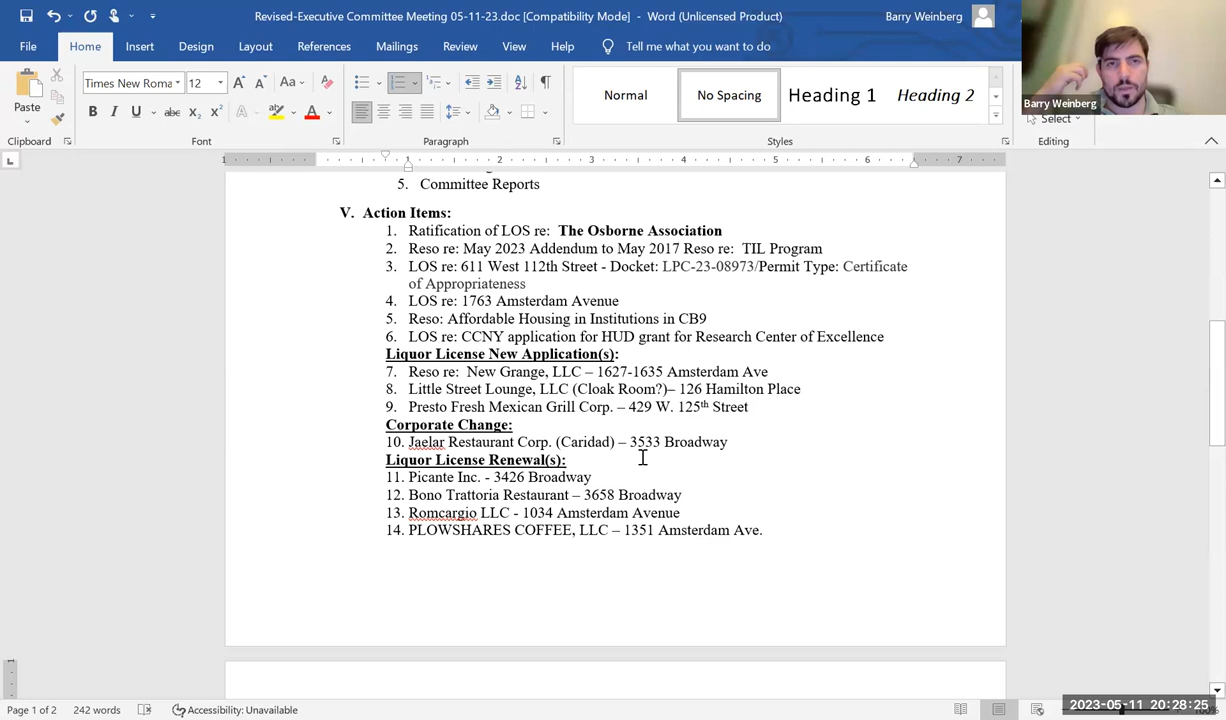 Revised-Executive Committee Meeting 05-11-23.doc [Compatibility Mode] - Word (Unlicensed Product)
Barry Weinberg
File Home Insert Design Layout References Mailings Review View Help Tell me what you want to do
Times New Roma 12
Paste
Clipboard
Font
Paragraph
Normal
No Spacing
Heading 1
Heading 2
Styles
Barry Weinberg
Select
Editing
1 1 2 3 4 5 6 7
5. Committee Reports
V. Action Items:
1. Ratification of LOS re: The Osborne Association
2. Reso re: May 2023 Addendum to May 2017 Reso re: TIL Program
3. LOS re: 611 West 112th Street - Docket: LPC-23-08973/Permit Type: Certificate
of Appropriateness
4. LOS re: 1763 Amsterdam Avenue
5. Reso: Affordable Housing in Institutions in CB9
6. LOS re: CCNY application for HUD grant for Research Center of Excellence
Liquor License New Application(s):
7. Reso re: New Grange, LLC – 1627-1635 Amsterdam Ave
8. Little Street Lounge, LLC (Cloak Room?)– 126 Hamilton Place
9. Presto Fresh Mexican Grill Corp. – 429 W. 125th Street
Corporate Change:
10. Jaelar Restaurant Corp. (Caridad) – 3533 Broadway
Liquor License Renewal(s):
11. Picante Inc. - 3426 Broadway
12. Bono Trattoria Restaurant – 3658 Broadway
13. Romcargio LLC - 1034 Amsterdam Avenue
14. PLOWSHARES COFFEE, LLC – 1351 Amsterdam Ave.
Page 1 of 2 242 words Accessibility: Unavailable
2023-05-11 20:28:25